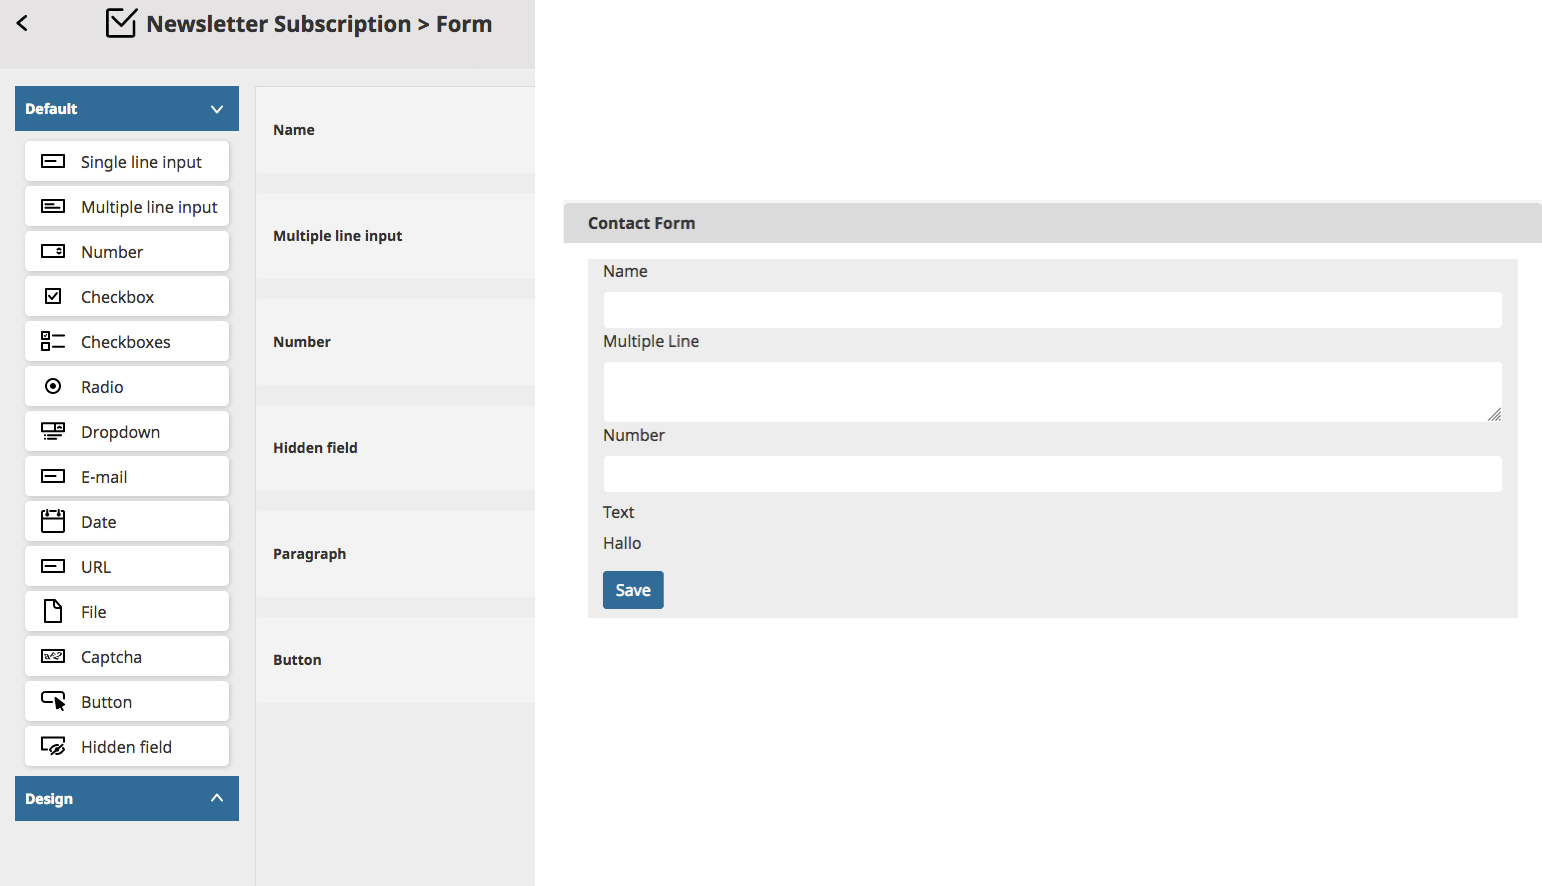 Newsletter Subscription > Form
Default
Single line input
Multiple line input
Number
Checkbox
Checkboxes
Radio
Dropdown
E-mail
Date
URL
File
Captcha
Button
Hidden field
Design
Name
Multiple line input
Number
Hidden field
Paragraph
Button
Contact Form
Name
Multiple Line
Number
Text
Hallo
Save